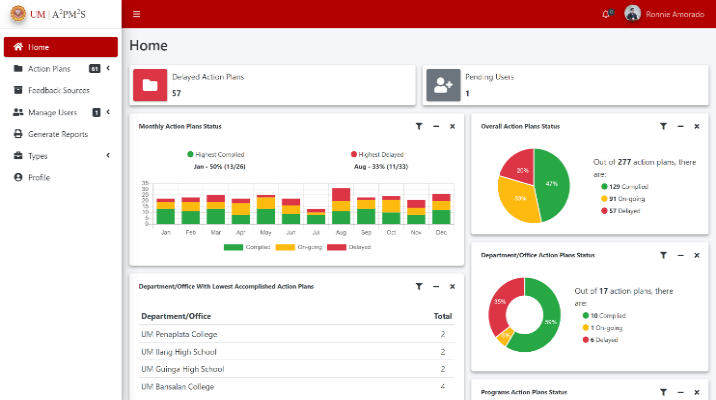 UM | A²PM²S
Ronnie Amorado
Home
Action Plans 61
Feedback Sources
Manage Users 1
Generate Reports
Types
Profile
Home
Delayed Action Plans
57
Pending Users
1
Monthly Action Plans Status
Highest Complied
Jan - 50% (13/26)
Highest Delayed
Aug - 33% (11/33)
35
30
25
20
15
10
5
0
Jan Feb Mar Apr May Jun Jul Aug Sep Oct Nov Dec
Complied On-going Delayed
Overall Action Plans Status
20%
47%
33%
Out of 277 action plans, there
are:
129 Complied
91 On-going
57 Delayed
Department/Office With Lowest Accomplished Action Plans
Department/Office Total
UM Penaplata College 2
UM Ilang High School 2
UM Guinga High School 2
UM Bansalan College 4
Department/Office Action Plans Status
35%
59%
Out of 17 action plans, there
are:
10 Complied
1 On-going
6 Delayed
Programs Action Plans Status